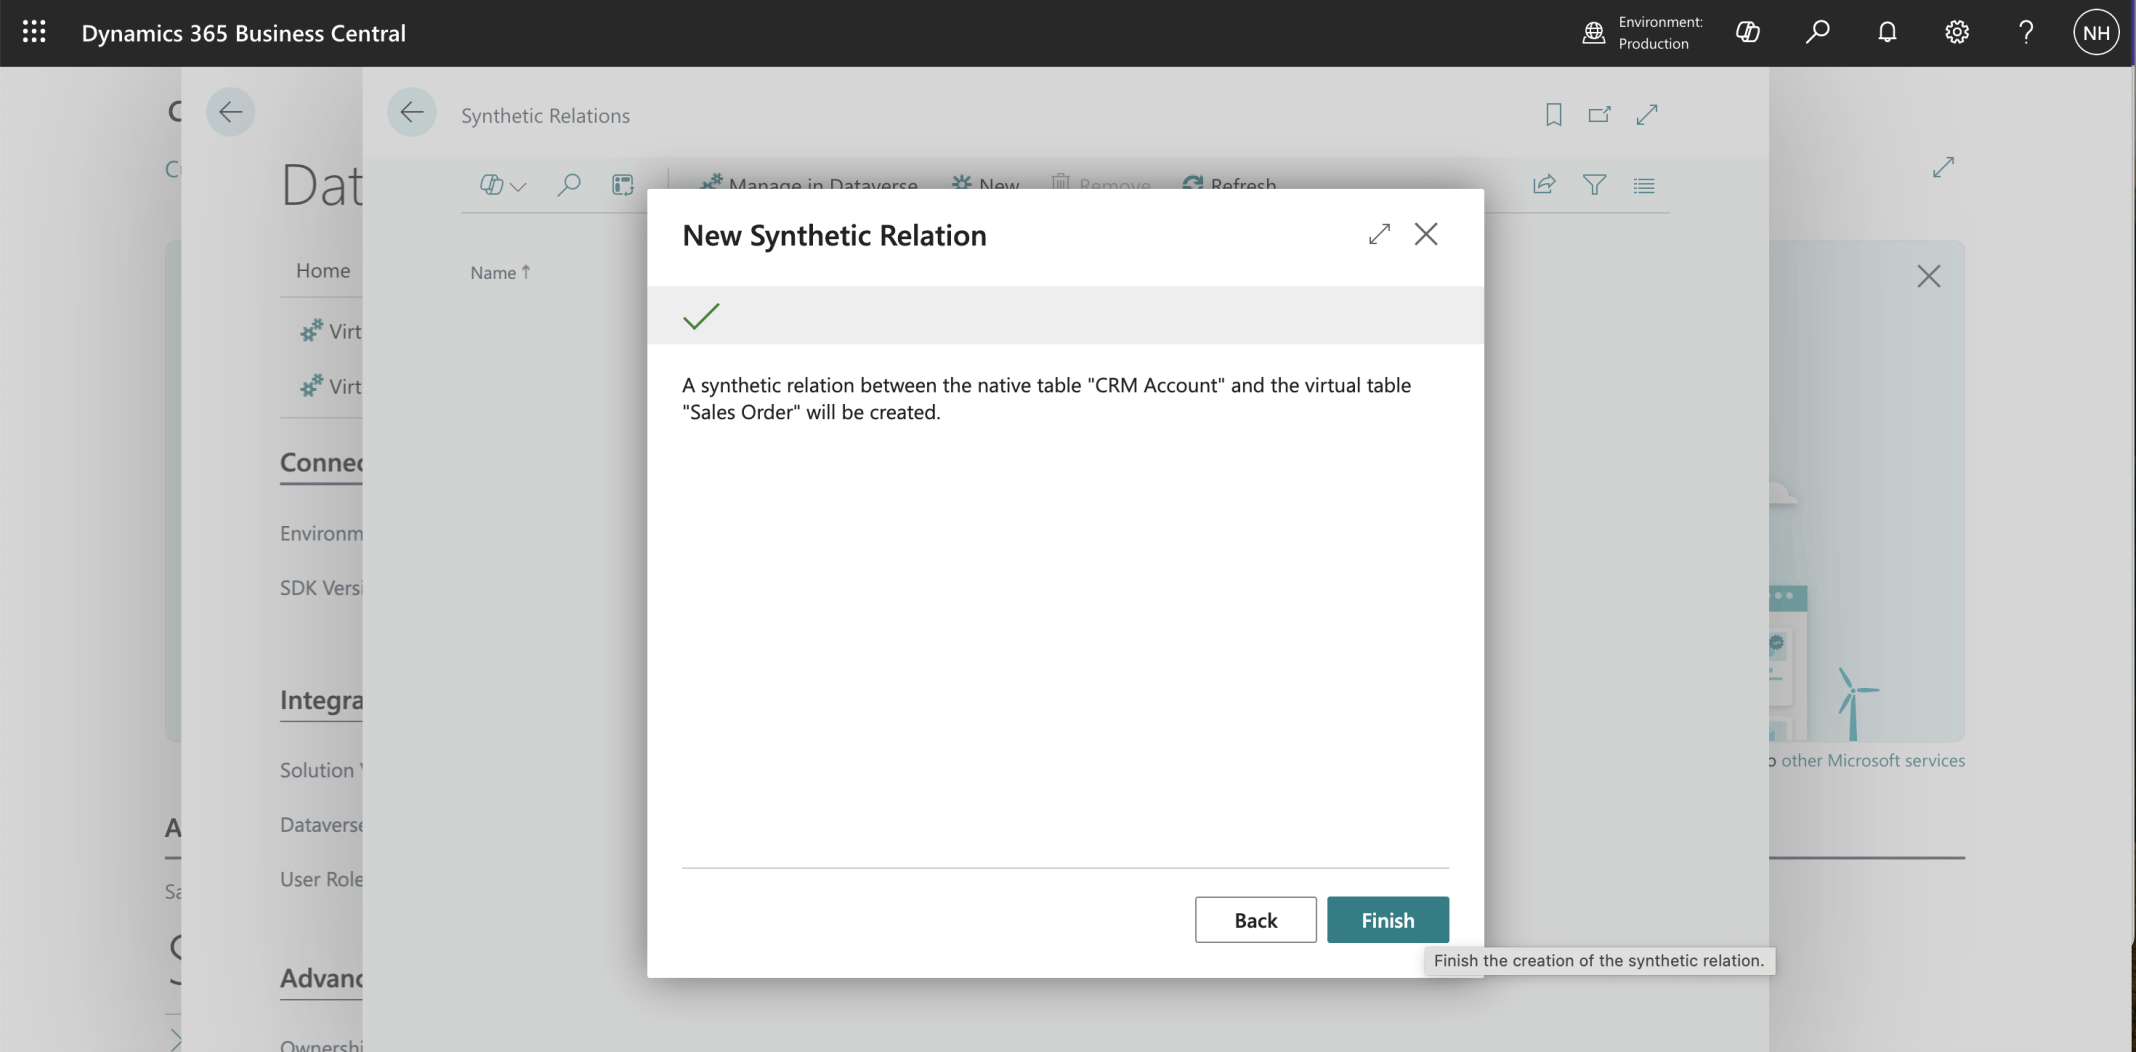 Dynamics 365 Business Central
Environment:
Production
NH
Synthetic Relations
Dat
Manage in Dataverse
New
Remove
Refresh
New Synthetic Relation
Home
Name ↑
Virt
Virt
A synthetic relation between the native table "CRM Account" and the virtual table
"Sales Order" will be created.
Connec
Environm
SDK Versi
Integra
Solution V
Dataverse
User Role
o other Microsoft services
A
Sa
Back
Finish
Finish the creation of the synthetic relation.
Advanc
Ownershi